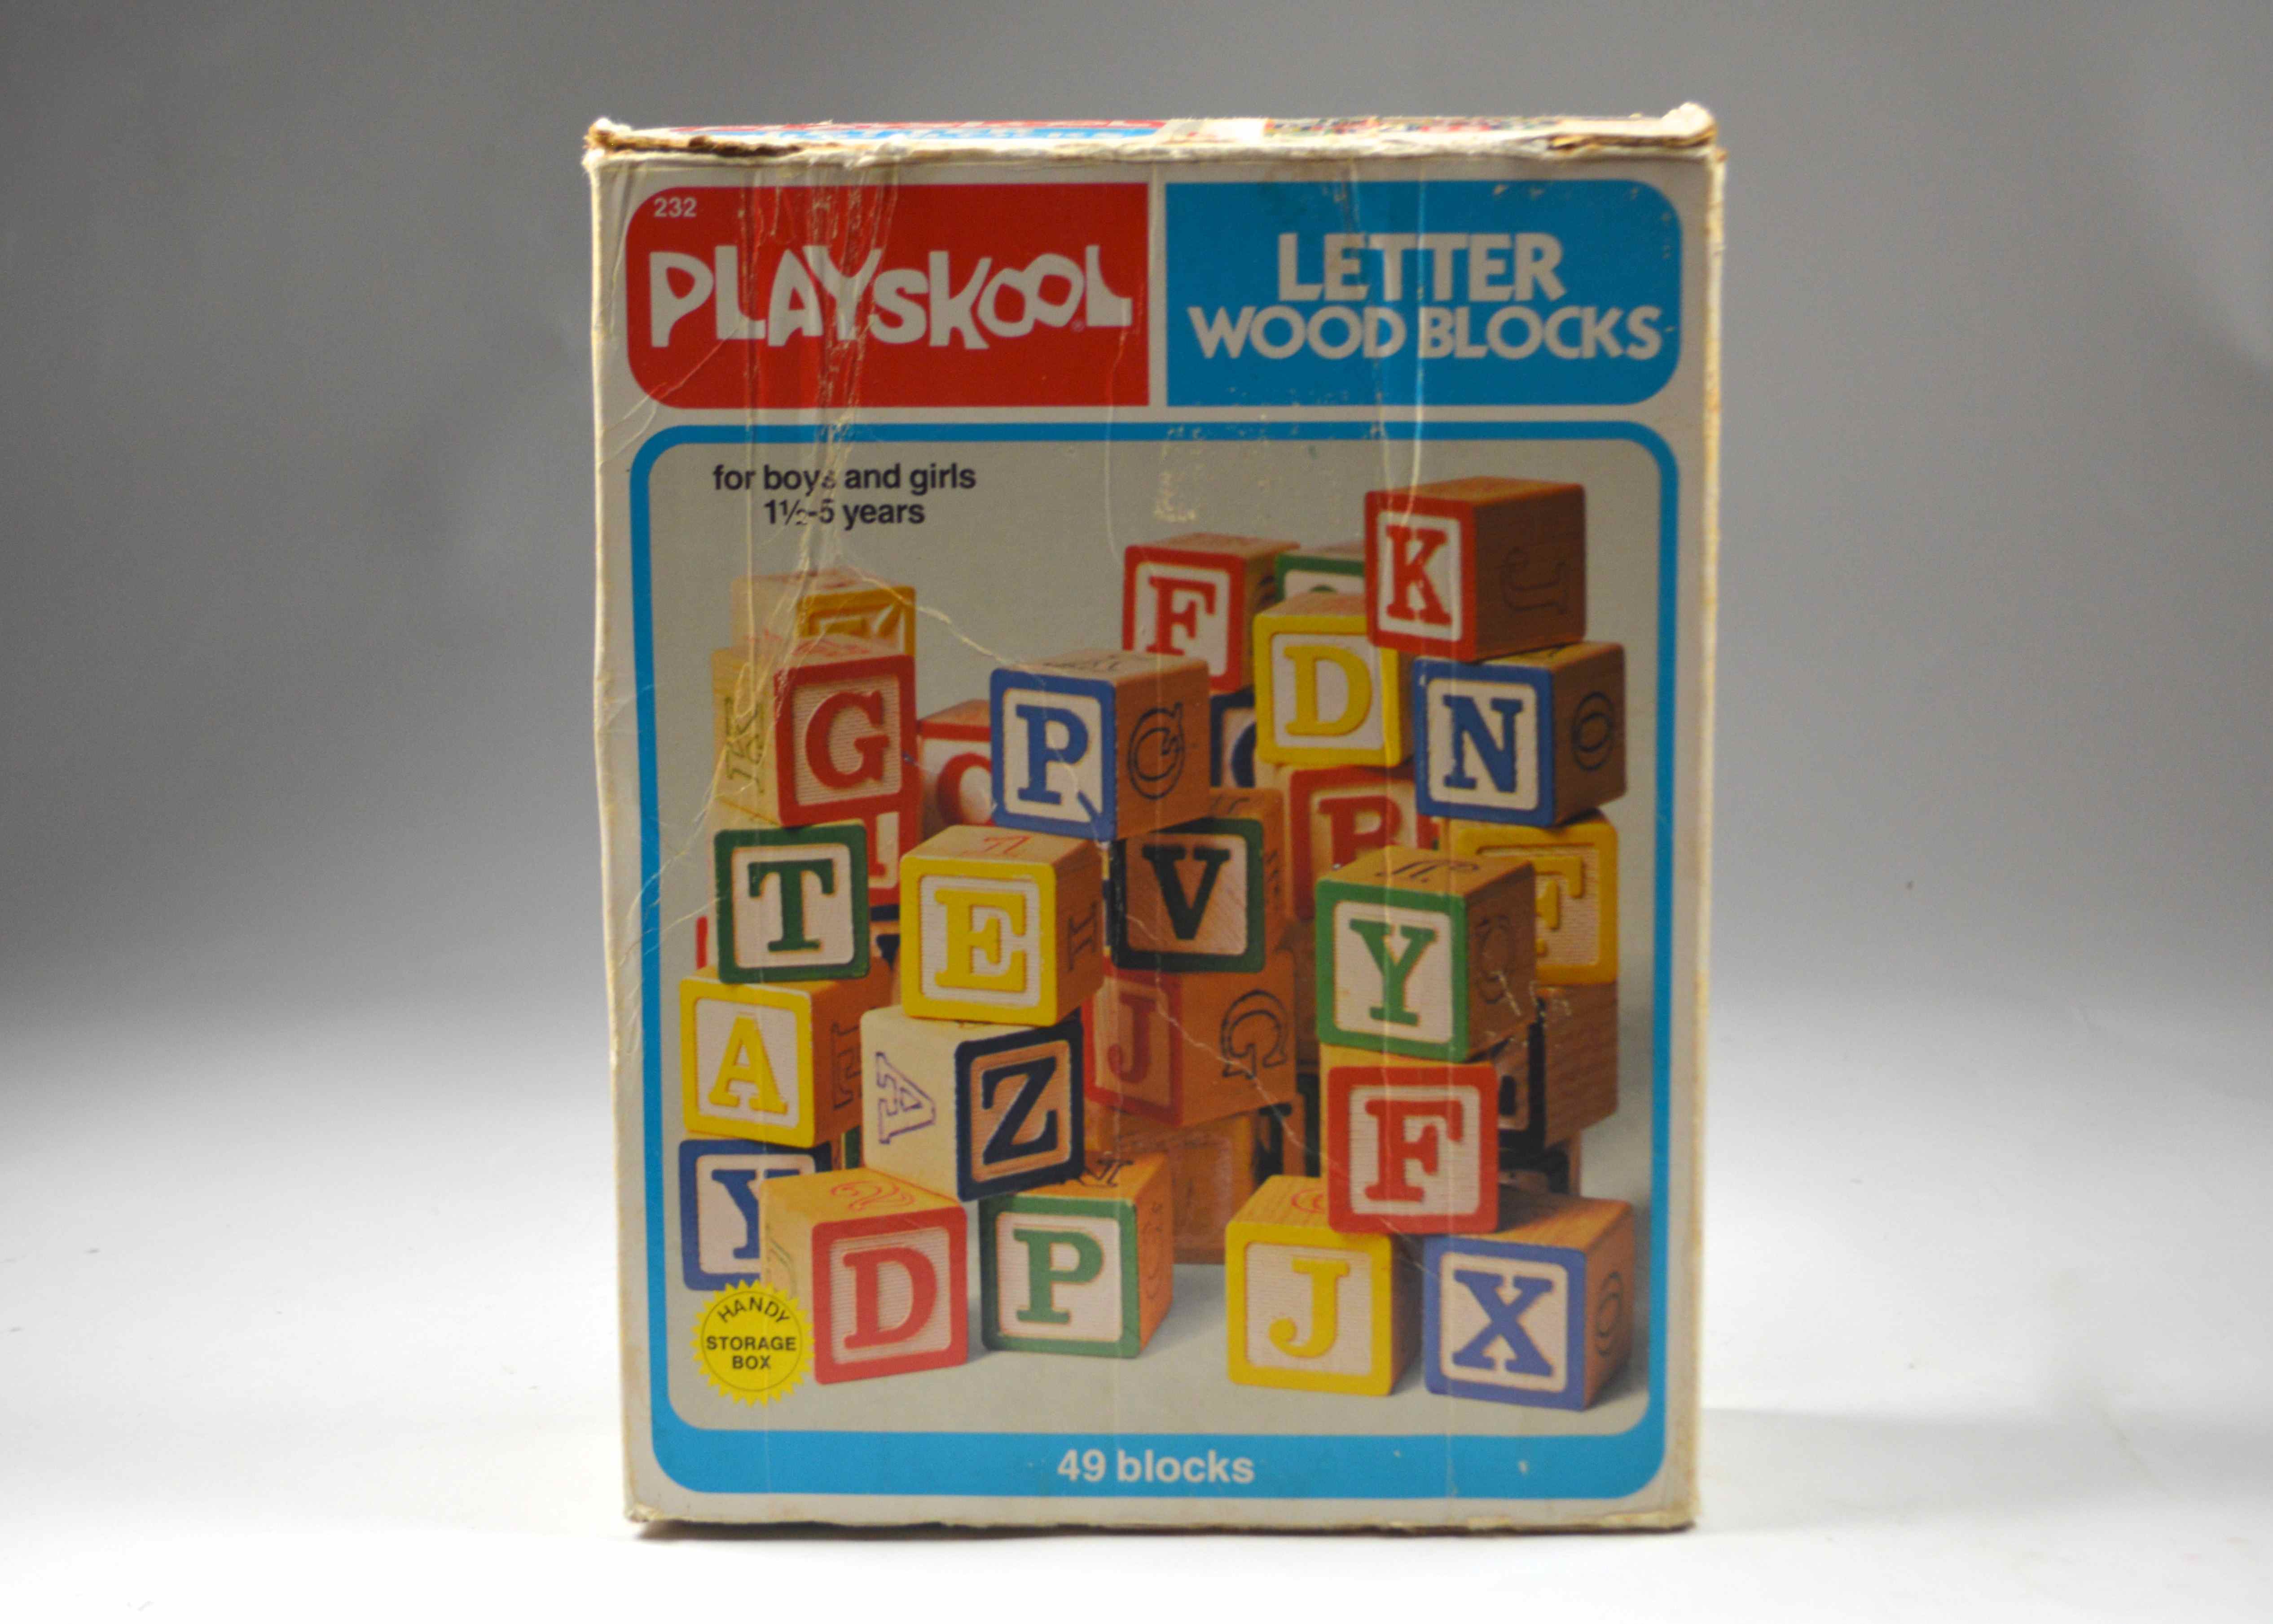 232
PLAYSKOOL®
LETTER
WOOD BLOCKS
for boys and girls
1½-5 years
K
F
D
G
P
Q
N
O
K
T
E
V
R
F
Y
A
H
I
J
G
A
Z
F
Y
D
P
J
X
O
HANDY
STORAGE
BOX
49 blocks